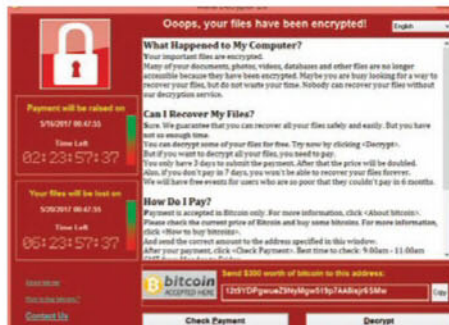 Ooops, your files have been encrypted!
English
What Happened to My Computer?
Your important files are encrypted.
Many of your documents, photos, videos, databases and other files are no longer
accessible because they have been encrypted. Maybe you are busy looking for a way to
recover your files, but do not waste your time. Nobody can recover your files without
our decryption service.
Can I Recover My Files?
Sure. We guarantee that you can recover all your files safely and easily. But you have
not so enough time.
You can decrypt some of your files for free. Try now by clicking <Decrypt>.
But if you want to decrypt all your files, you need to pay.
You only have 3 days to submit the payment. After that the price will be doubled.
Also, if you don't pay in 7 days, you won't be able to recover your files forever.
We will have free events for users who are so poor that they couldn't pay in 6 months.
How Do I Pay?
Payment is accepted in Bitcoin only. For more information, click <About bitcoin>.
Please check the current price of Bitcoin and buy some bitcoins. For more information,
click <How to buy bitcoins>.
And send the correct amount to the address specified in this window.
After your payment, click <Check Payment>. Best time to check: 9:00am - 11:00am
Payment will be raised on
5/16/2017 00:47:55
Time Left
02:23:57:37
Your files will be lost on
5/20/2017 00:47:55
Time Left
06:23:57:37
About bitcoin
How to buy bitcoins?
Contact Us
bitcoin
ACCEPTED HERE
Send $300 worth of bitcoin to this address:
Copy
Check Payment
Decrypt